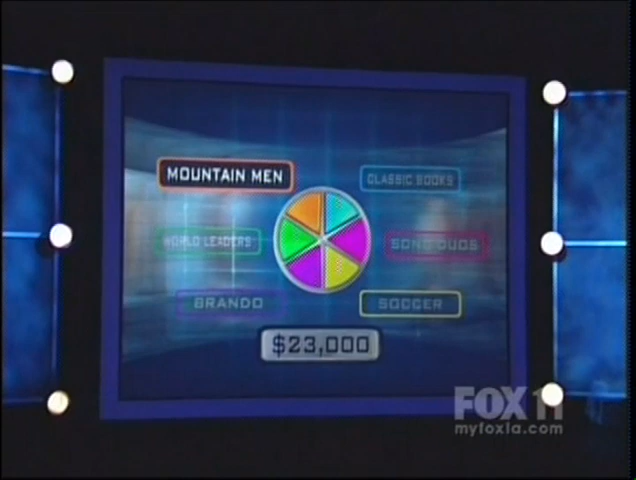 MOUNTAIN MEN
CLASSIC BOOKS
WORLD LEADERS
SONG DUOS
BRANDO
SOCCER
$23,000
FOX 11
myfoxla.com